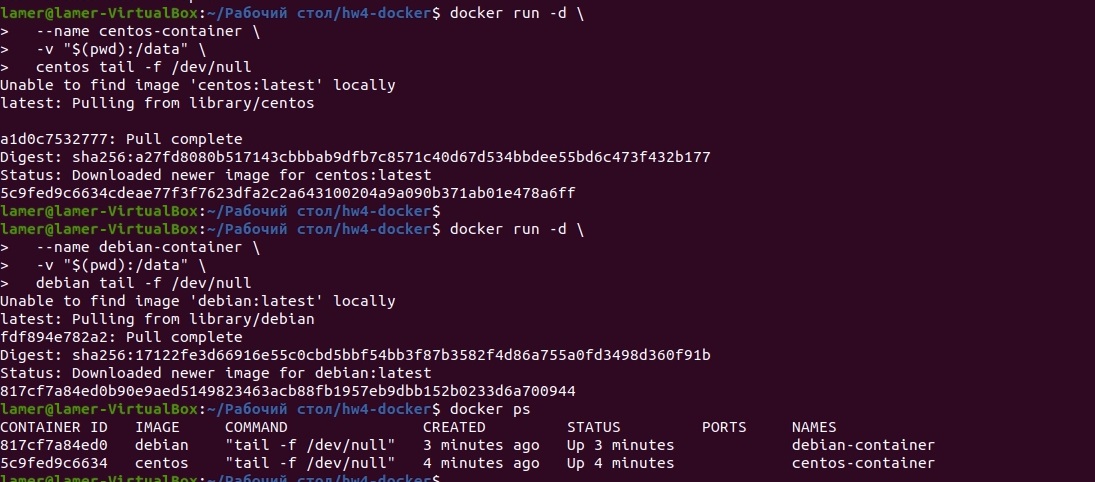 lamer@lamer-VirtualBox:~/Рабочий стол/hw4-docker$ docker run -d \
>   --name centos-container \
>   -v "$(pwd):/data" \
>   centos tail -f /dev/null
Unable to find image 'centos:latest' locally
latest: Pulling from library/centos
a1d0c7532777: Pull complete
Digest: sha256:a27fd8080b517143cbbbab9dfb7c8571c40d67d534bbdee55bd6c473f432b177
Status: Downloaded newer image for centos:latest
5c9fed9c6634cdeae77f3f7623dfa2c2a643100204a9a090b371ab01e478a6ff
lamer@lamer-VirtualBox:~/Рабочий стол/hw4-docker$
lamer@lamer-VirtualBox:~/Рабочий стол/hw4-docker$ docker run -d \
>   --name debian-container \
>   -v "$(pwd):/data" \
>   debian tail -f /dev/null
Unable to find image 'debian:latest' locally
latest: Pulling from library/debian
fdf894e782a2: Pull complete
Digest: sha256:17122fe3d66916e55c0cbd5bbf54bb3f87b3582f4d86a755a0fd3498d360f91b
Status: Downloaded newer image for debian:latest
817cf7a84ed0b90e9aed5149823463acb88fb1957eb9dbb152b0233d6a700944
lamer@lamer-VirtualBox:~/Рабочий стол/hw4-docker$ docker ps
CONTAINER ID   IMAGE     COMMAND               CREATED         STATUS         PORTS     NAMES
817cf7a84ed0   debian    "tail -f /dev/null"   3 minutes ago   Up 3 minutes             debian-container
5c9fed9c6634   centos    "tail -f /dev/null"   4 minutes ago   Up 4 minutes             centos-container
lamer@lamer-VirtualBox:~/Рабочий стол/hw4-docker$